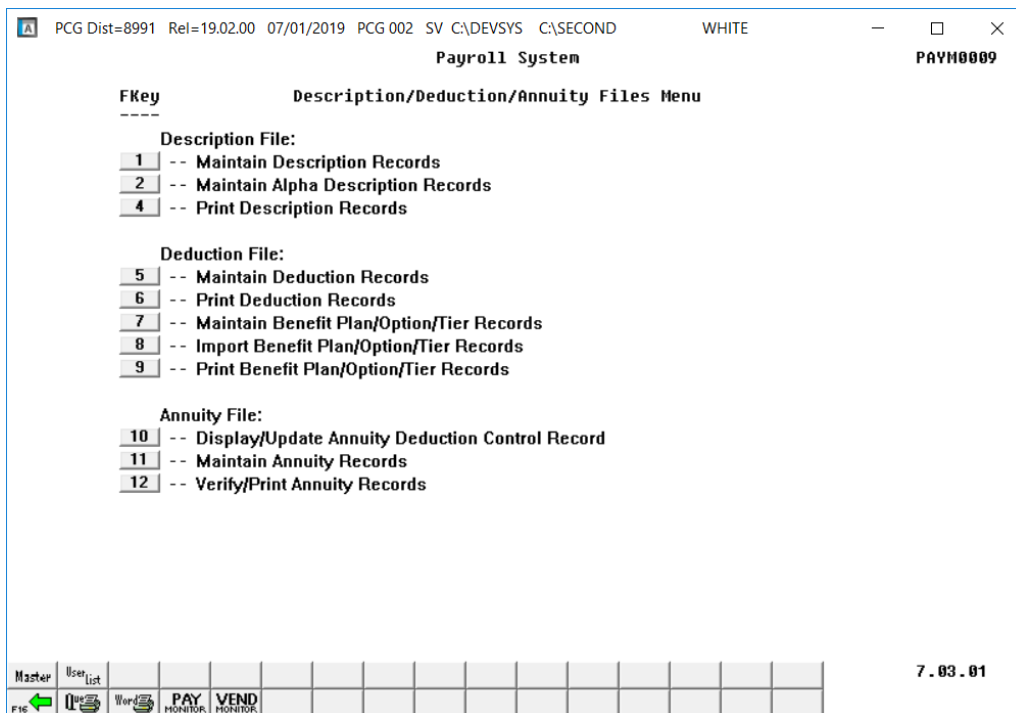 A PCG Dist=8991 Rel=19.02.00 07/01/2019 PCG 002 SV C:\DEVSYS C:\SECOND WHITE
Payroll System PAYM0009
FKey Description/Deduction/Annuity Files Menu
----
Description File:
1 -- Maintain Description Records
2 -- Maintain Alpha Description Records
4 -- Print Description Records
Deduction File:
5 -- Maintain Deduction Records
6 -- Print Deduction Records
7 -- Maintain Benefit Plan/Option/Tier Records
8 -- Import Benefit Plan/Option/Tier Records
9 -- Print Benefit Plan/Option/Tier Records
Annuity File:
10 -- Display/Update Annuity Deduction Control Record
11 -- Maintain Annuity Records
12 -- Verify/Print Annuity Records
Master User List 7.03.01
F16 Que Word PAY MONITOR VEND MONITOR